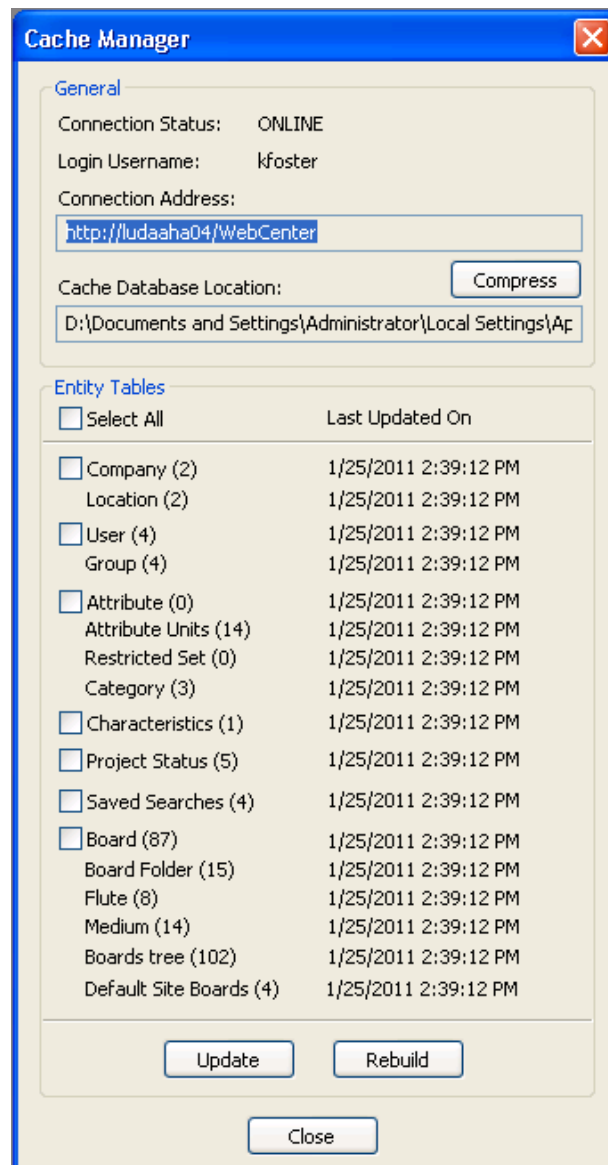 Cache Manager
General
Connection Status: ONLINE
Login Username: kfoster
Connection Address:
http://ludaaha04/WebCenter
Cache Database Location: Compress
D:\Documents and Settings\Administrator\Local Settings\Ap
Entity Tables
Select All Last Updated On
Company (2) 1/25/2011 2:39:12 PM
Location (2) 1/25/2011 2:39:12 PM
User (4) 1/25/2011 2:39:12 PM
Group (4) 1/25/2011 2:39:12 PM
Attribute (0) 1/25/2011 2:39:12 PM
Attribute Units (14) 1/25/2011 2:39:12 PM
Restricted Set (0) 1/25/2011 2:39:12 PM
Category (3) 1/25/2011 2:39:12 PM
Characteristics (1) 1/25/2011 2:39:12 PM
Project Status (5) 1/25/2011 2:39:12 PM
Saved Searches (4) 1/25/2011 2:39:12 PM
Board (87) 1/25/2011 2:39:12 PM
Board Folder (15) 1/25/2011 2:39:12 PM
Flute (8) 1/25/2011 2:39:12 PM
Medium (14) 1/25/2011 2:39:12 PM
Boards tree (102) 1/25/2011 2:39:12 PM
Default Site Boards (4) 1/25/2011 2:39:12 PM
Update Rebuild
Close